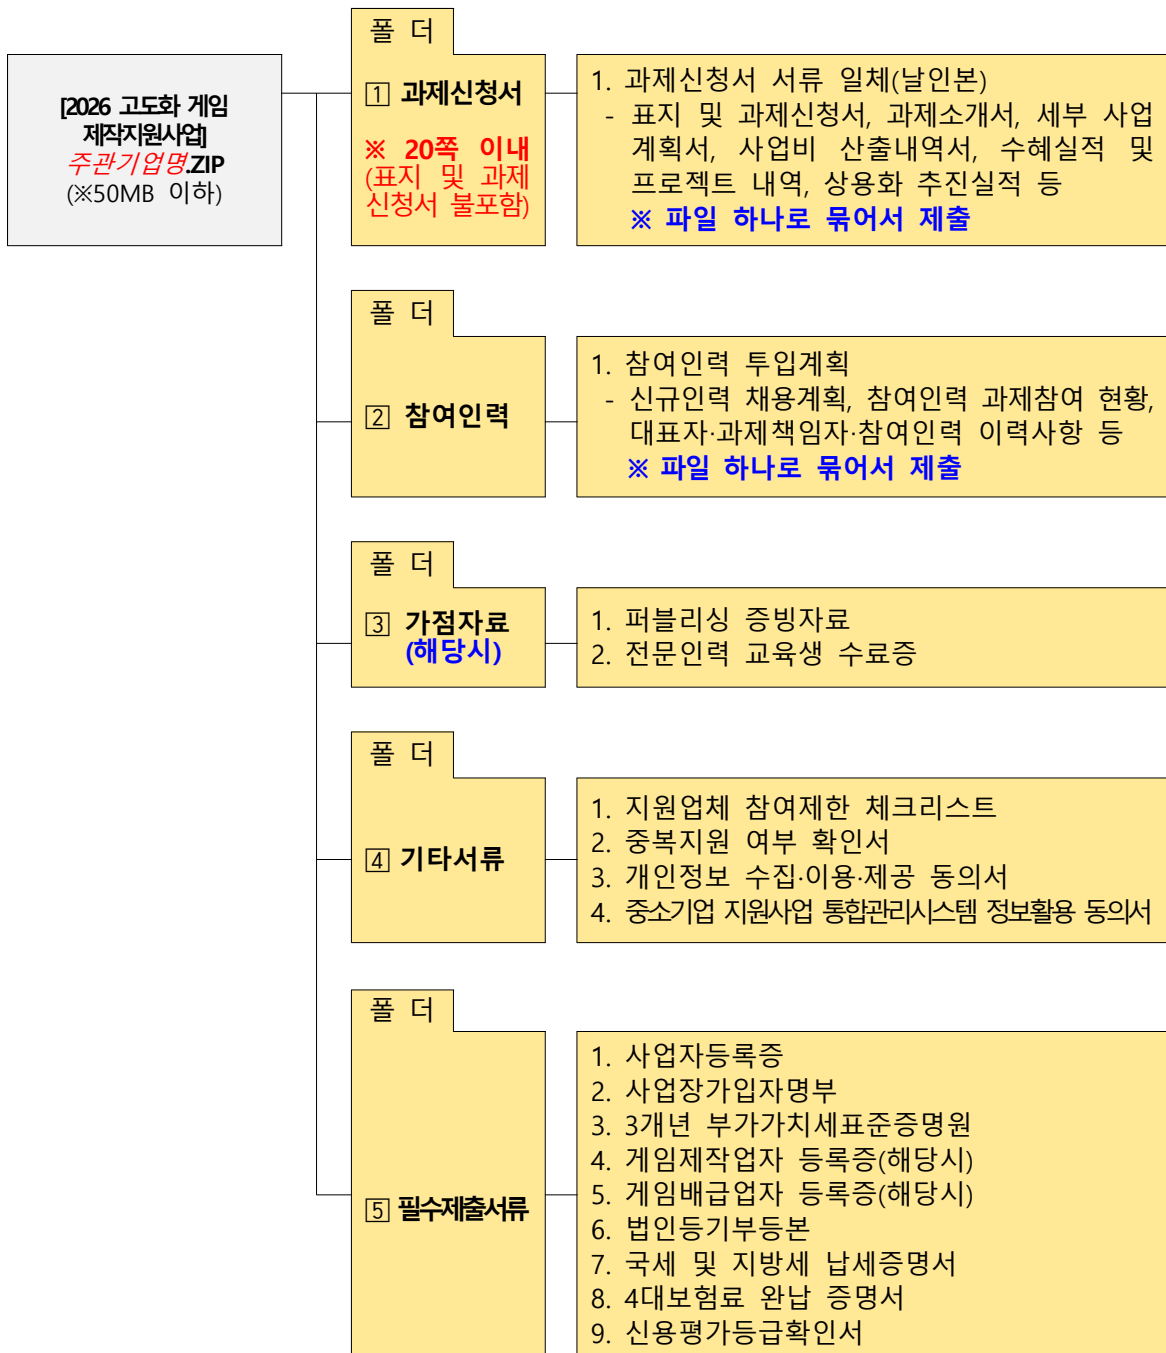 [2026 고도화 게임
제작지원사업]
주관기업명.ZIP
(※50MB 이하)
폴 더
① 과제신청서
※ 20쪽 이내
(표지 및 과제
신청서 불포함)
1. 과제신청서 서류 일체(날인본)
- 표지 및 과제신청서, 과제소개서, 세부 사업
계획서, 사업비 산출내역서, 수혜실적 및
프로젝트 내역, 상용화 추진실적 등
※ 파일 하나로 묶어서 제출
폴 더
② 참여인력
1. 참여인력 투입계획
- 신규인력 채용계획, 참여인력 과제참여 현황,
대표자·과제책임자·참여인력 이력사항 등
※ 파일 하나로 묶어서 제출
폴 더
③ 가점자료
(해당시)
1. 퍼블리싱 증빙자료
2. 전문인력 교육생 수료증
폴 더
④ 기타서류
1. 지원업체 참여제한 체크리스트
2. 중복지원 여부 확인서
3. 개인정보 수집·이용·제공 동의서
4. 중소기업 지원사업 통합관리시스템 정보활용 동의서
폴 더
⑤ 필수제출서류
1. 사업자등록증
2. 사업장가입자명부
3. 3개년 부가가치세표준증명원
4. 게임제작업자 등록증(해당시)
5. 게임배급업자 등록증(해당시)
6. 법인등기부등본
7. 국세 및 지방세 납세증명서
8. 4대보험료 완납 증명서
9. 신용평가등급확인서